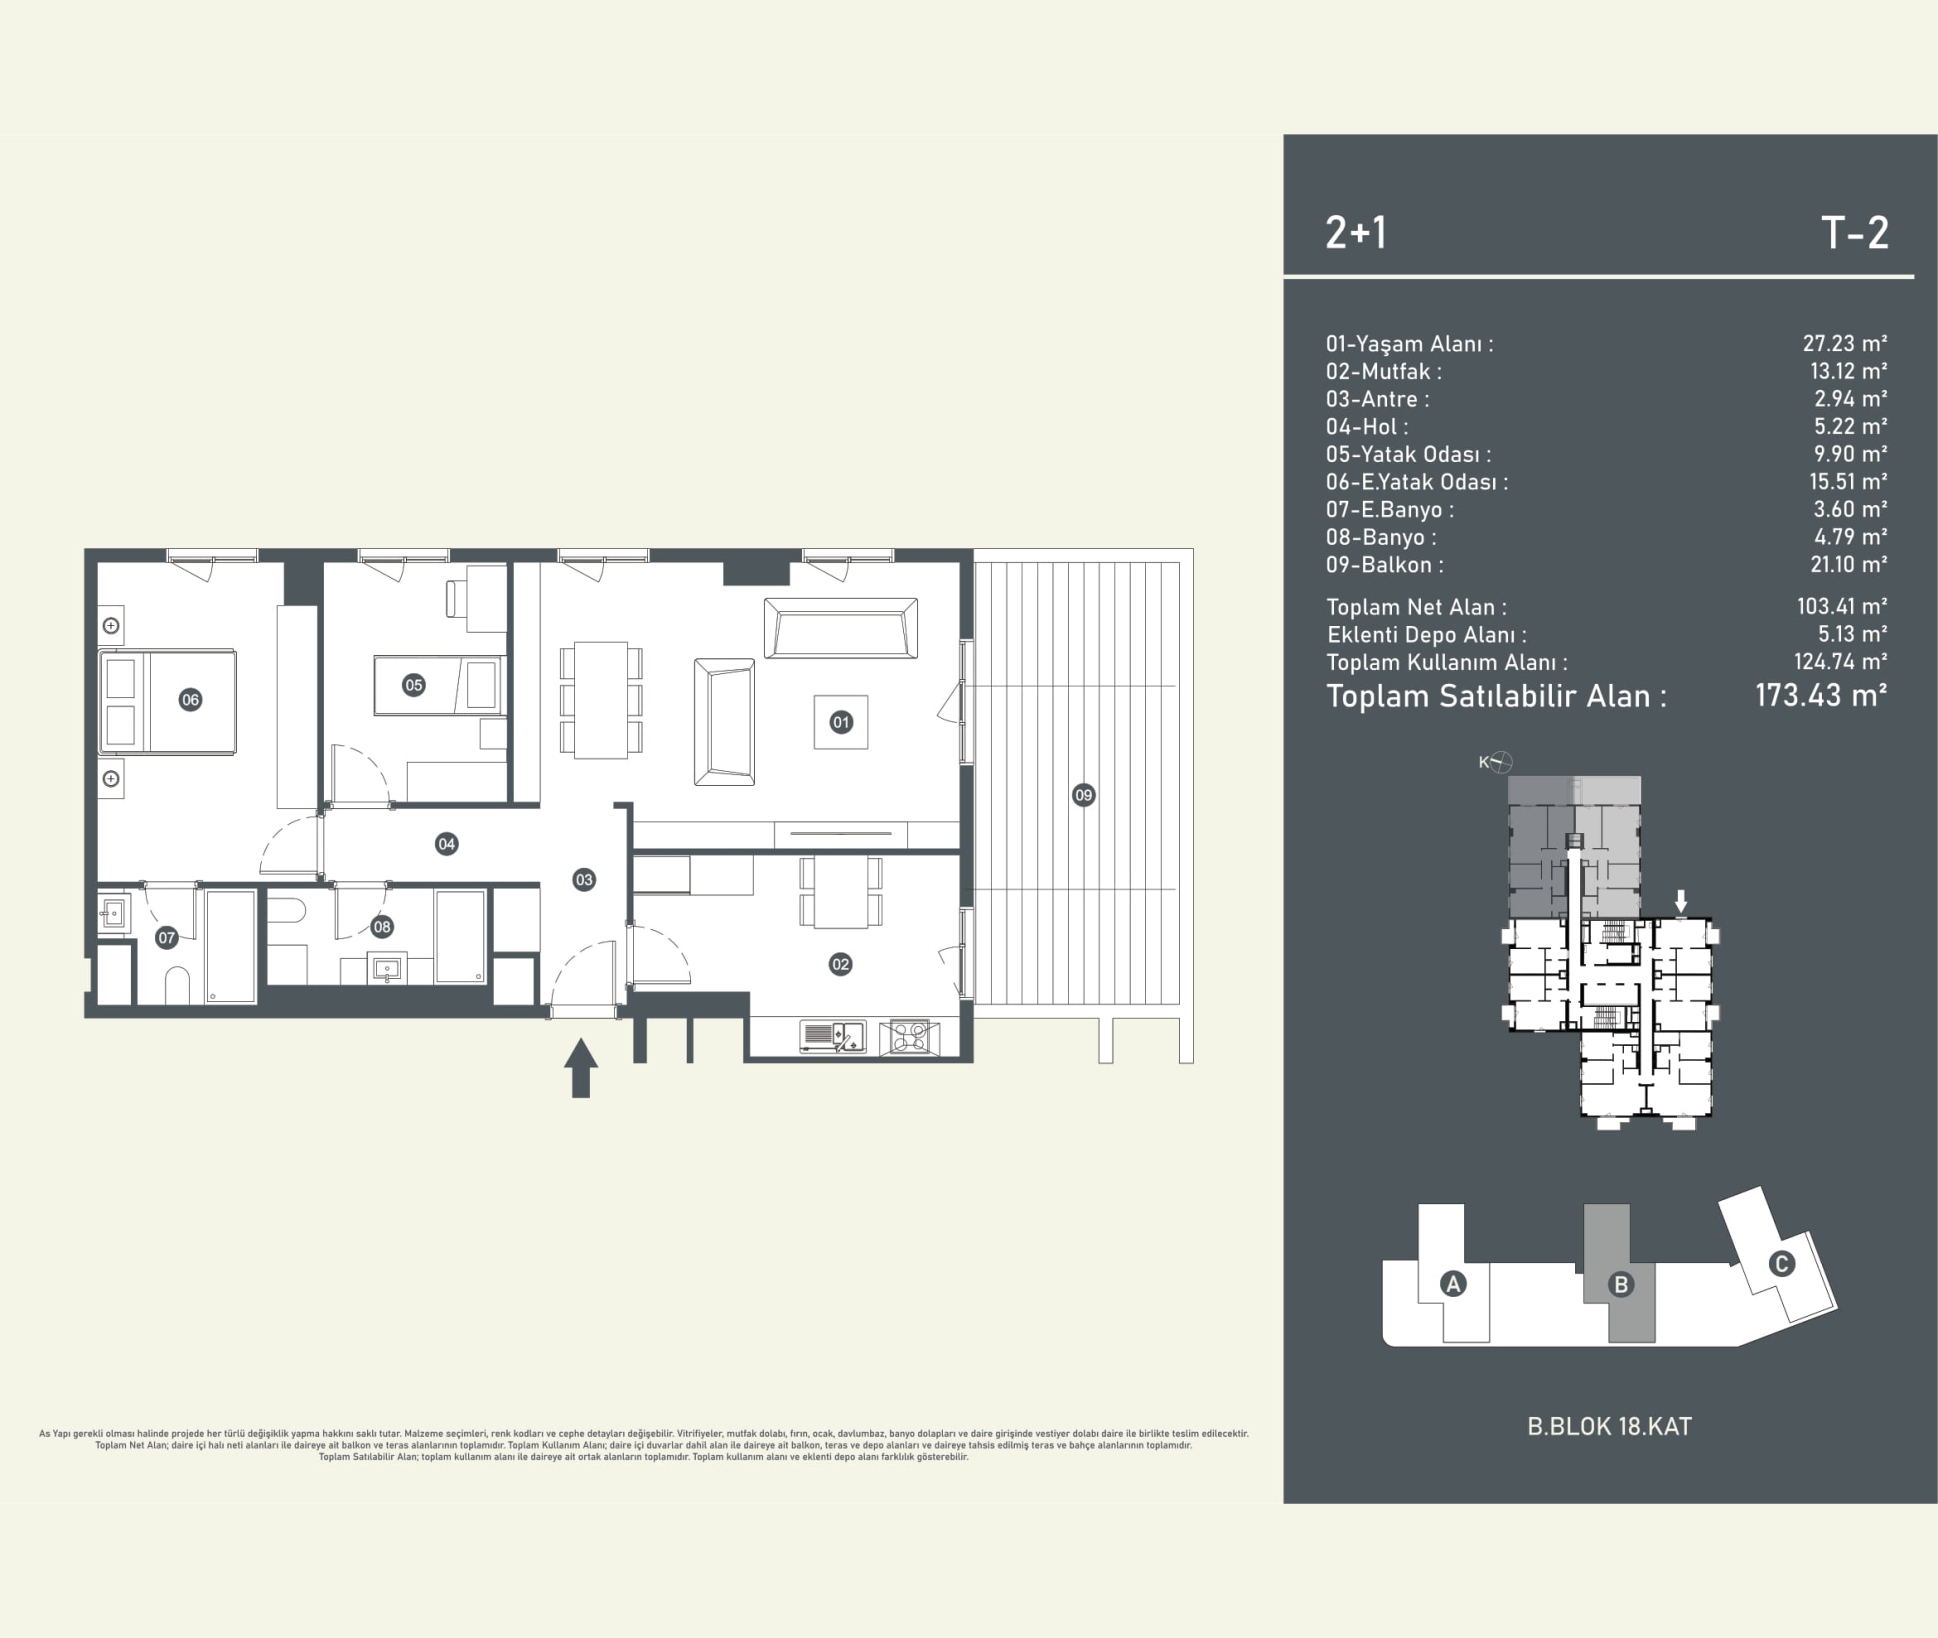 2+1 T-2
01-Yaşam Alanı : 27.23 m²
02-Mutfak : 13.12 m²
03-Antre : 2.94 m²
04-Hol : 5.22 m²
05-Yatak Odası : 9.90 m²
06-E.Yatak Odası : 15.51 m²
07-E.Banyo : 3.60 m²
08-Banyo : 4.79 m²
09-Balkon : 21.10 m²
Toplam Net Alan : 103.41 m²
Eklenti Depo Alanı : 5.13 m²
Toplam Kullanım Alanı : 124.74 m²
Toplam Satılabilir Alan : 173.43 m²
K
A
B
C
B.BLOK 18.KAT
06
05
01
09
04
03
08
07
02
As Yapı gerekli olması halinde projede her türlü değişiklik yapma hakkını saklı tutar. Malzeme seçimleri, renk kodları ve cephe detayları değişebilir. Vitrifiyeler, mutfak dolabı, fırın, ocak, davlumbaz, banyo dolapları ve daire girişinde vestiyer dolabı daire ile birlikte teslim edilecektir.
Toplam Net Alan; daire içi halı neti alanları ile daireye ait balkon ve teras alanlarının toplamıdır. Toplam Kullanım Alanı; daire içi duvarlar dahil alan ile daireye ait balkon, teras ve depo alanları ve daireye tahsis edilmiş teras ve bahçe alanlarının toplamıdır.
Toplam Satılabilir Alan; toplam kullanım alanı ile daireye ait ortak alanların toplamıdır. Toplam kullanım alanı ve eklenti depo alanı farklılık gösterebilir.